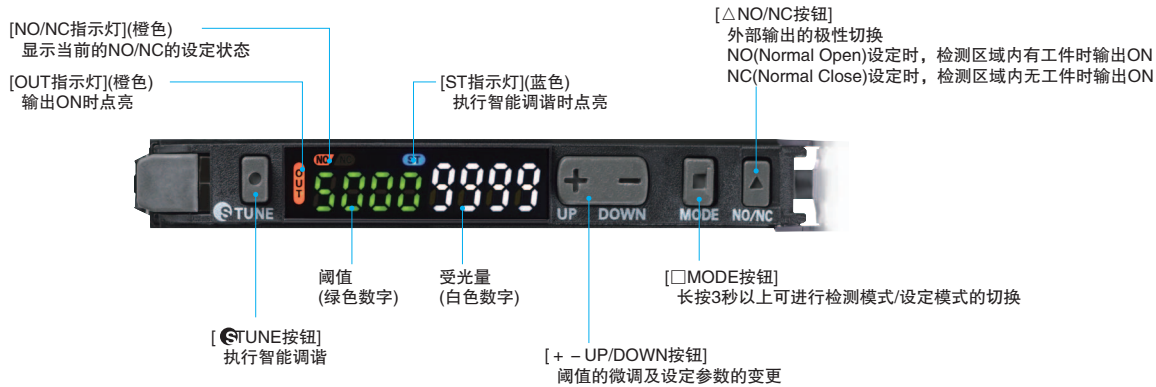 [NO/NC指示灯](橙色)
显示当前的NO/NC的设定状态
[OUT指示灯](橙色)
输出ON时点亮
[ST指示灯](蓝色)
执行智能调谐时点亮
[△NO/NC按钮]
外部输出的极性切换
NO(Normal Open)设定时，检测区域内有工件时输出ON
NC(Normal Close)设定时，检测区域内无工件时输出ON
NO
ST
OUT
5000 9999
STUNE
UP DOWN
MODE
NO/NC
阈值
(绿色数字)
受光量
(白色数字)
[□MODE按钮]
长按3秒以上可进行检测模式/设定模式的切换
[STUNE按钮]
执行智能调谐
[+ – UP/DOWN按钮]
阈值的微调及设定参数的变更